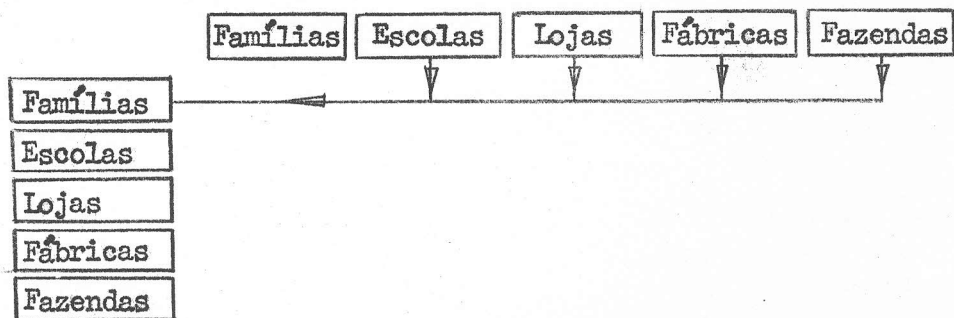 Famílias Escolas Lojas Fábricas Fazendas
Famílias
Escolas
Lojas
Fábricas
Fazendas